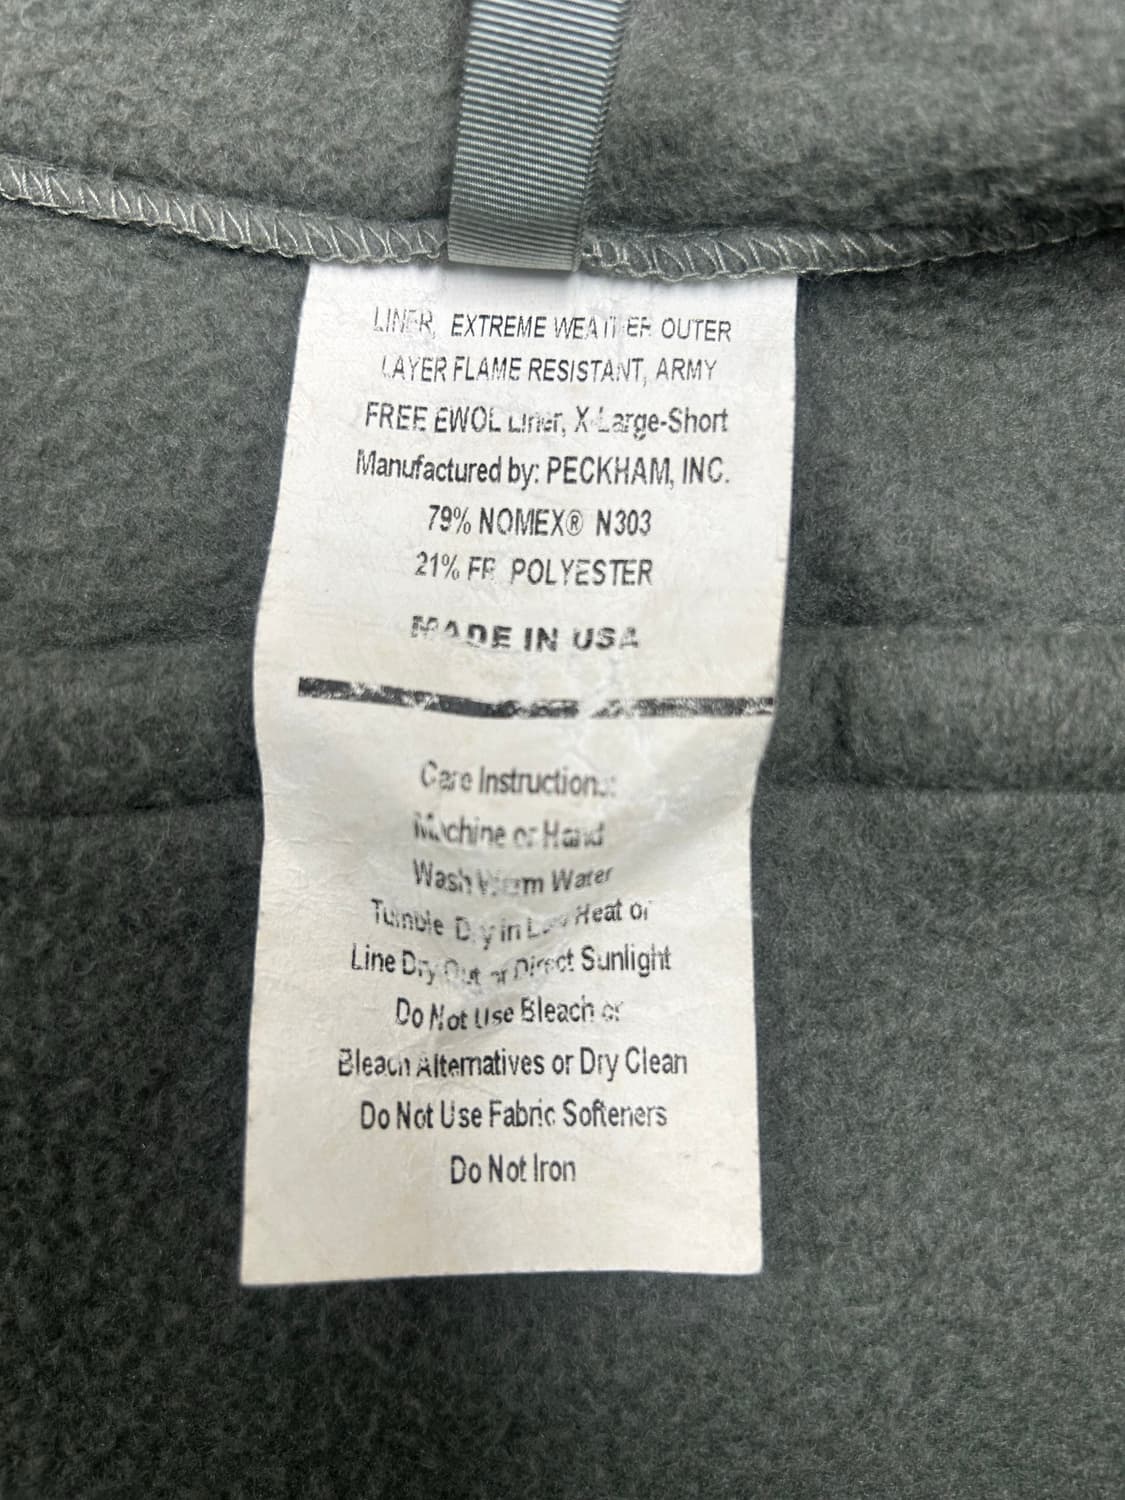 LINER, EXTREME WEATHER OUTER
LAYER FLAME RESISTANT, ARMY
FREE EWOL Liner, X-Large-Short
Manufactured by: PECKHAM, INC.
79% NOMEX® N303
21% FR POLYESTER
MADE IN USA
Care Instructions:
Machine or Hand
Wash Warm Water
Tumble Dry in Low Heat or
Line Dry Out of Direct Sunlight
Do Not Use Bleach or
Bleach Alternatives or Dry Clean
Do Not Use Fabric Softeners
Do Not Iron